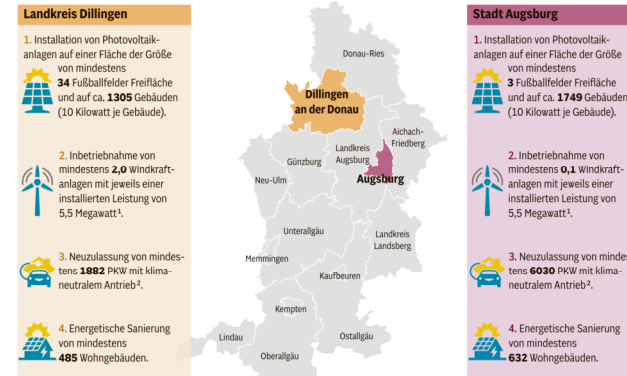 Landkreis Dillingen
1. Installation von Photovoltaik-
anlagen auf einer Fläche der Größe
von mindestens
34 Fußballfelder Freifläche
und auf ca. 1305 Gebäuden
(10 Kilowatt je Gebäude).
2. Inbetriebnahme von
mindestens 2,0 Windkraft-
anlagen mit jeweils einer
installierten Leistung von
5,5 Megawatt¹.
3. Neuzulassung von mindes-
tens 1882 PKW mit klima-
neutralem Antrieb².
4. Energetische Sanierung
von mindestens
485 Wohngebäuden.
Donau-Ries
Dillingen
an der Donau
Aichach-
Friedberg
Landkreis
Augsburg
Günzburg
Augsburg
Neu-Ulm
Unterallgäu
Landkreis
Landsberg
Memmingen
Kaufbeuren
Kempten
Lindau
Ostallgäu
Oberallgäu
Stadt Augsburg
1. Installation von Photovoltaik-
anlagen auf einer Fläche der Größe
von mindestens
3 Fußballfelder Freifläche
und auf ca. 1749 Gebäuden
(10 Kilowatt je Gebäude).
2. Inbetriebnahme von
mindestens 0,1 Windkraft-
anlagen mit jeweils einer
installierten Leistung von
5,5 Megawatt¹.
3. Neuzulassung von mindes
tens 6030 PKW mit klima-
neutralem Antrieb².
4. Energetische Sanierung
von mindestens
632 Wohngebäuden.